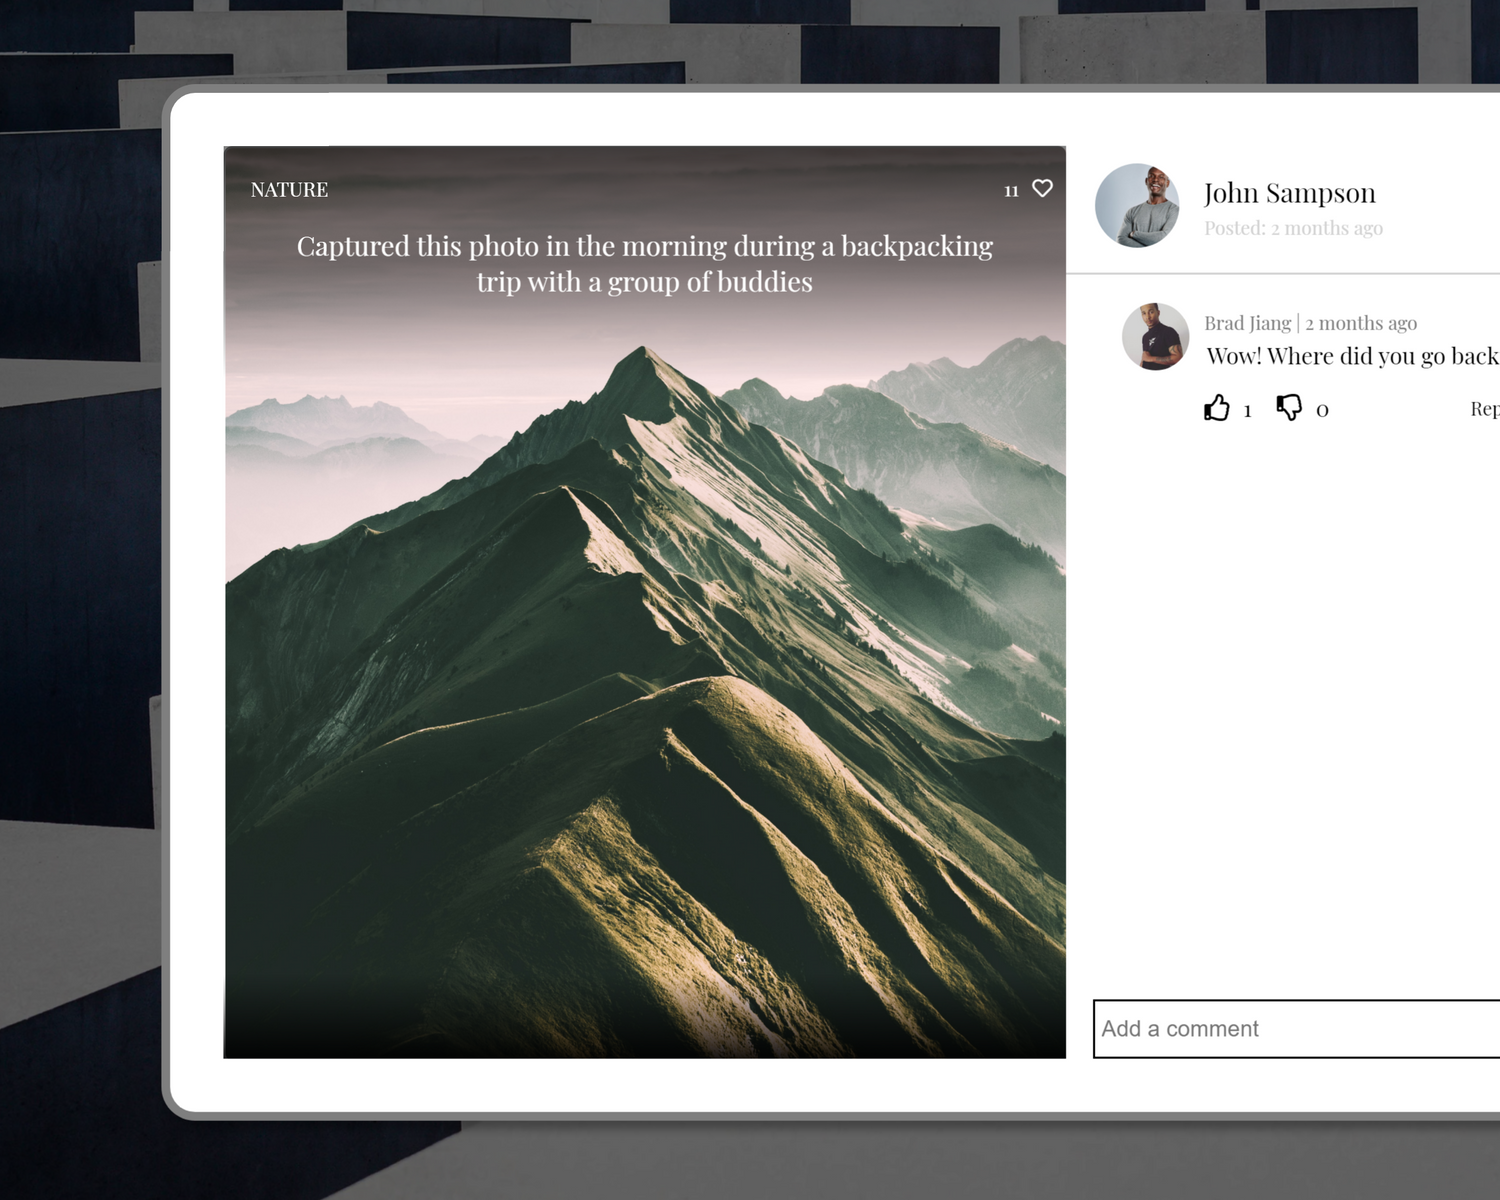 NATURE
11
Captured this photo in the morning during a backpacking
trip with a group of buddies
John Sampson
Posted: 2 months ago
Brad Jiang | 2 months ago
Wow! Where did you go back
1 0
Rep
Add a comment